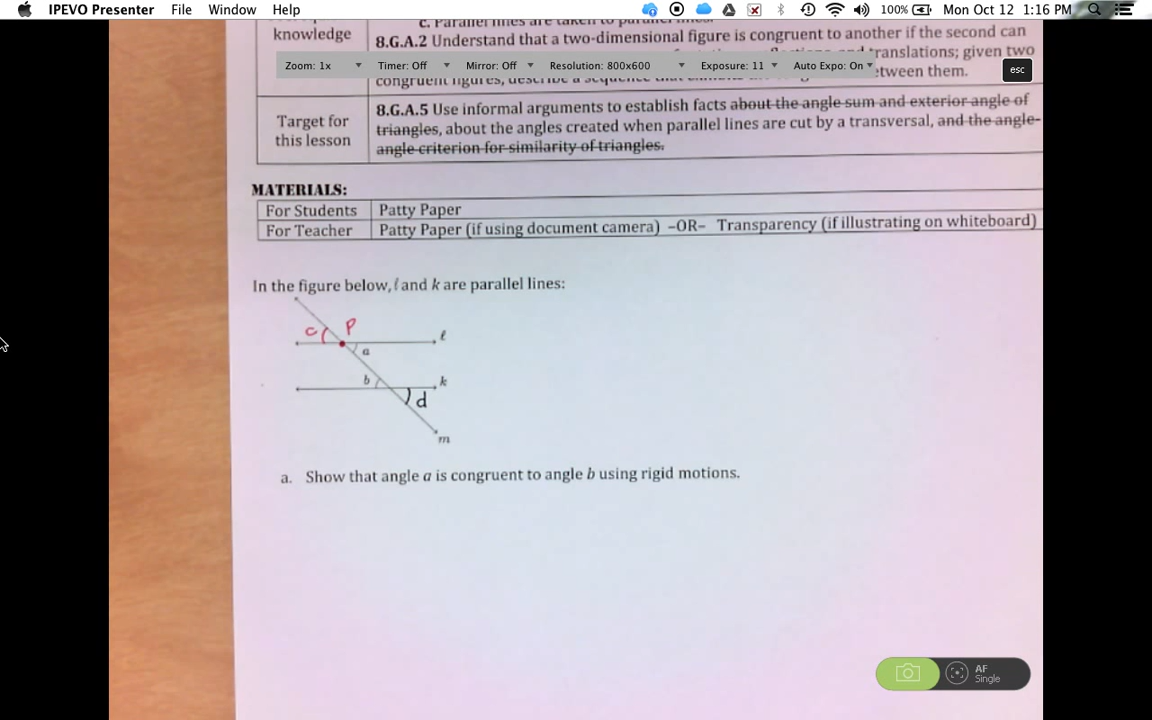 IPEVO Presenter File Window Help 100% Mon Oct 12 1:16 PM
c. Parallel lines are taken to parallel lines.
knowledge
8.G.A.2 Understand that a two-dimensional figure is congruent to another if the second can
translations; given two
Zoom: 1x Timer: Off Mirror: Off Resolution: 800x600 Exposure: 11 Auto Expo: On
esc
congruent figures, describe a sequence that between them.
8.G.A.5 Use informal arguments to establish facts about the angle sum and exterior angle of
Target for
this lesson
triangles, about the angles created when parallel lines are cut by a transversal, and the angle-
angle criterion for similarity of triangles.
MATERIALS:
For Students Patty Paper
For Teacher Patty Paper (if using document camera) -OR- Transparency (if illustrating on whiteboard)
In the figure below, ℓ and k are parallel lines:
c P
ℓ
a
b
k
d
m
a. Show that angle a is congruent to angle b using rigid motions.
AF
Single